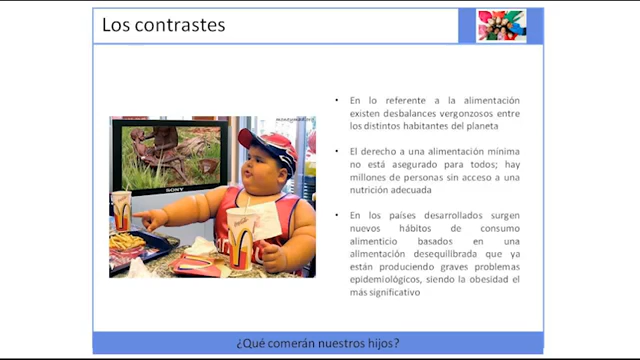 Los contrastes
• En lo referente a la alimentación
existen desbalances vergonzosos entre
los distintos habitantes del planeta
• El derecho a una alimentación mínima
no está asegurado para todos; hay
millones de personas sin acceso a una
nutrición adecuada
• En los países desarrollados surgen
nuevos hábitos de consumo
alimenticio basados en una
alimentación desequilibrada que ya
están produciendo graves problemas
epidemiológicos, siendo la obesidad el
más significativo
SONY
¿Qué comerán nuestros hijos?